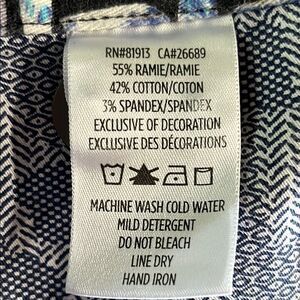 RN#81913 CA#26689
55% RAMIE/RAMIE
42% COTTON/COTON
3% SPANDEX/SPANDEX
EXCLUSIVE OF DECORATION
EXCLUSIVE DES DÉCORATIONS
MACHINE WASH COLD WATER
MILD DETERGENT
DO NOT BLEACH
LINE DRY
HAND IRON